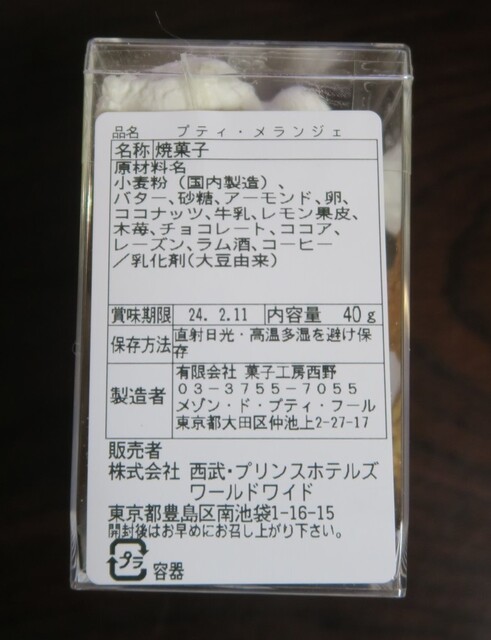 品名 プティ・メランジェ
名称 焼菓子
原材料名
小麦粉(国内製造)、
バター、砂糖、アーモンド、卵、
ココナッツ、牛乳、レモン果皮、
木苺、チョコレート、ココア、
レーズン、ラム酒、コーヒー
/乳化剤(大豆由来)
賞味期限 24. 2.11 内容量 40g
保存方法 直射日光・高温多湿を避け保
存
製造者 有限会社 菓子工房西野
03-3755-7055
メゾン・ド・プティ・フール
東京都大田区仲池上2-27-17
販売者
株式会社 西武・プリンスホテルズ
ワールドワイド
東京都豊島区南池袋1-16-15
開封後はお早めにお召し上がり下さい。
プラ 容器